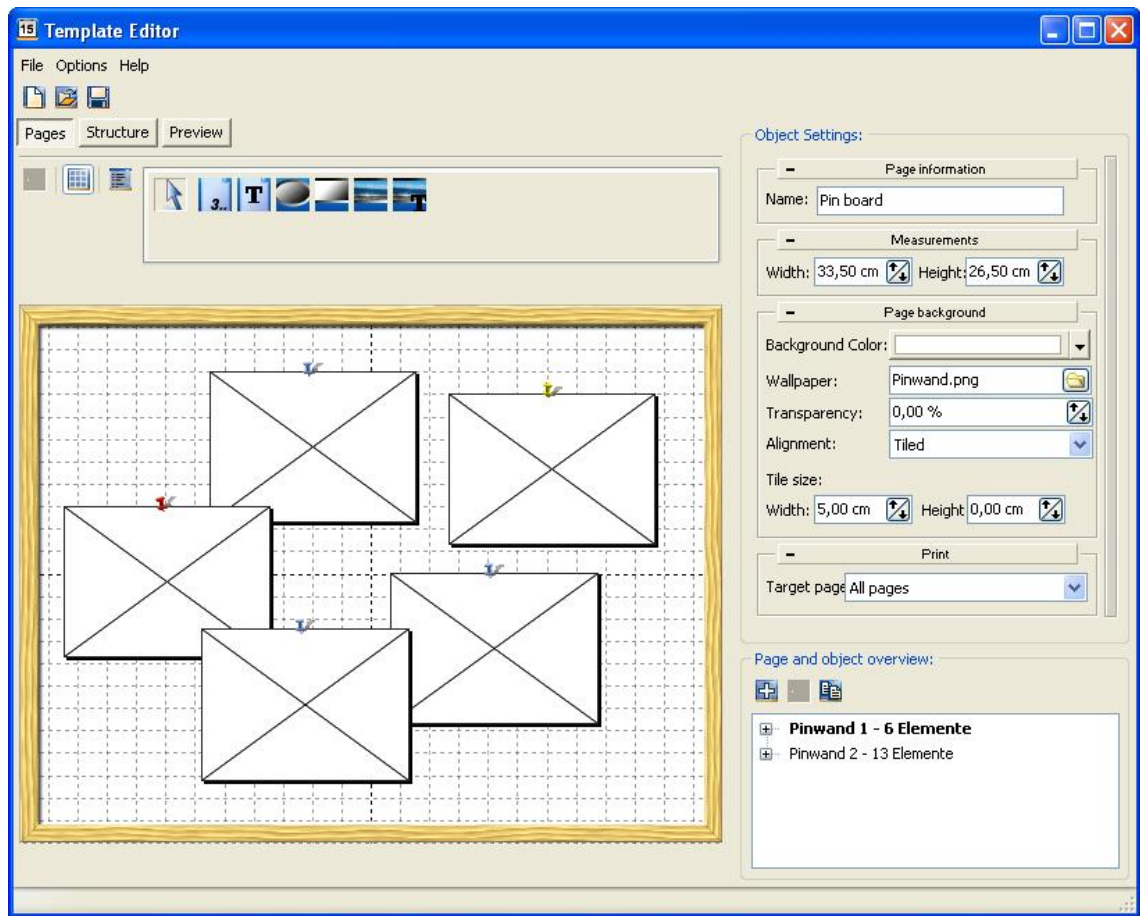 15 Template Editor
File Options Help
Pages Structure Preview
3.. T T
Object Settings:
Page information
Name: Pin board
Measurements
Width: 33,50 cm Height: 26,50 cm
Page background
Background Color:
Wallpaper: Pinwand.png
Transparency: 0,00 %
Alignment: Tiled
Tile size:
Width: 5,00 cm Height 0,00 cm
Print
Target page All pages
Page and object overview:
Pinwand 1 - 6 Elemente
Pinwand 2 - 13 Elemente